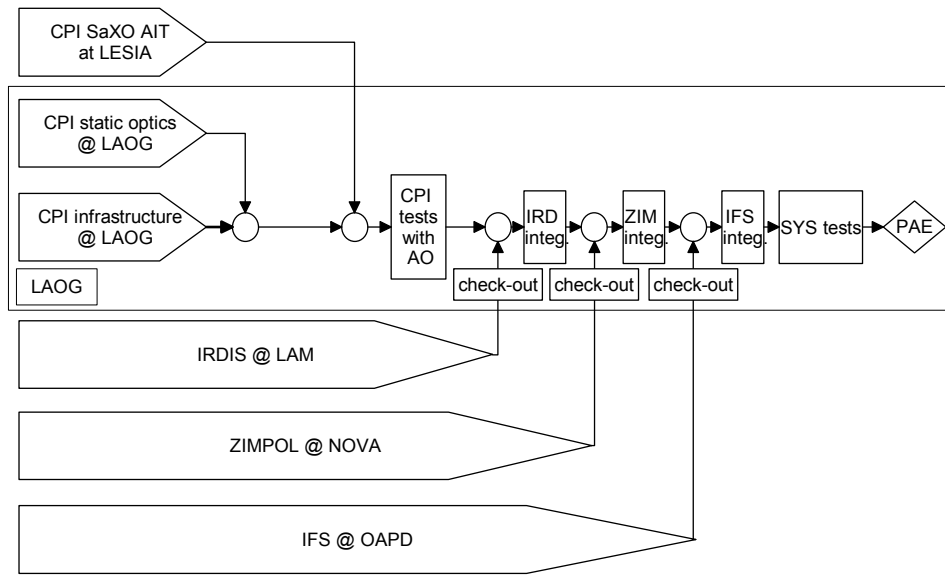 CPI SaXO AIT
at LESIA
CPI static optics
@ LAOG
CPI infrastructure
@ LAOG
LAOG
CPI
tests
with
AO
IRD
integ.
ZIM
integ.
IFS
integ.
SYS tests
PAE
check-out
check-out
check-out
IRDIS @ LAM
ZIMPOL @ NOVA
IFS @ OAPD